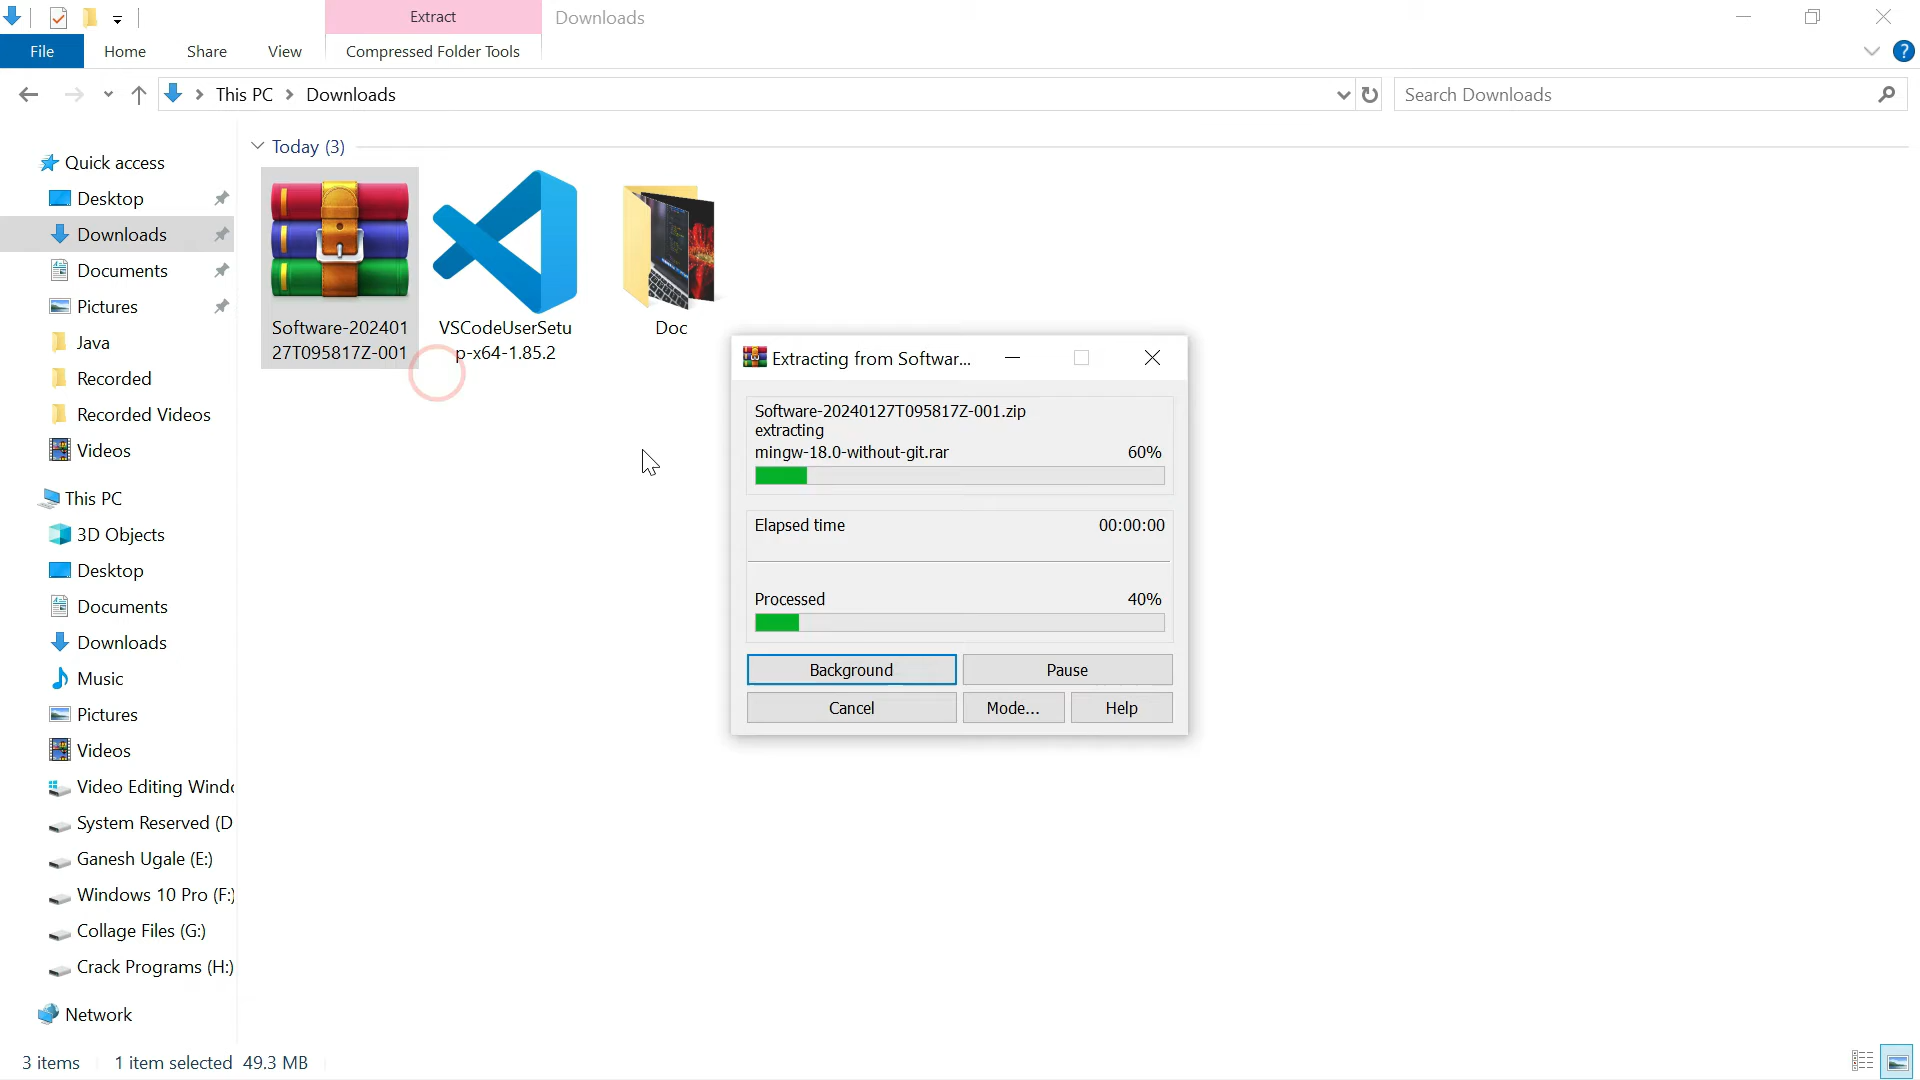 Extract
Downloads
File
Home
Share
View
Compressed Folder Tools
?
This PC
Downloads
Search Downloads
Quick access
Desktop
Downloads
Documents
Pictures
Java
Recorded
Recorded Videos
Videos
This PC
3D Objects
Desktop
Documents
Downloads
Music
Pictures
Videos
Video Editing Windo
System Reserved (D
Ganesh Ugale (E:)
Windows 10 Pro (F:)
Collage Files (G:)
Crack Programs (H:)
Network
Today (3)
Software-202401
27T095817Z-001
VSCodeUserSetu
p-x64-1.85.2
Doc
Extracting from Softwar...
Software-20240127T095817Z-001.zip
extracting
mingw-18.0-without-git.rar 60%
Elapsed time 00:00:00
Processed 40%
Background
Pause
Cancel
Mode...
Help
3 items
1 item selected 49.3 MB